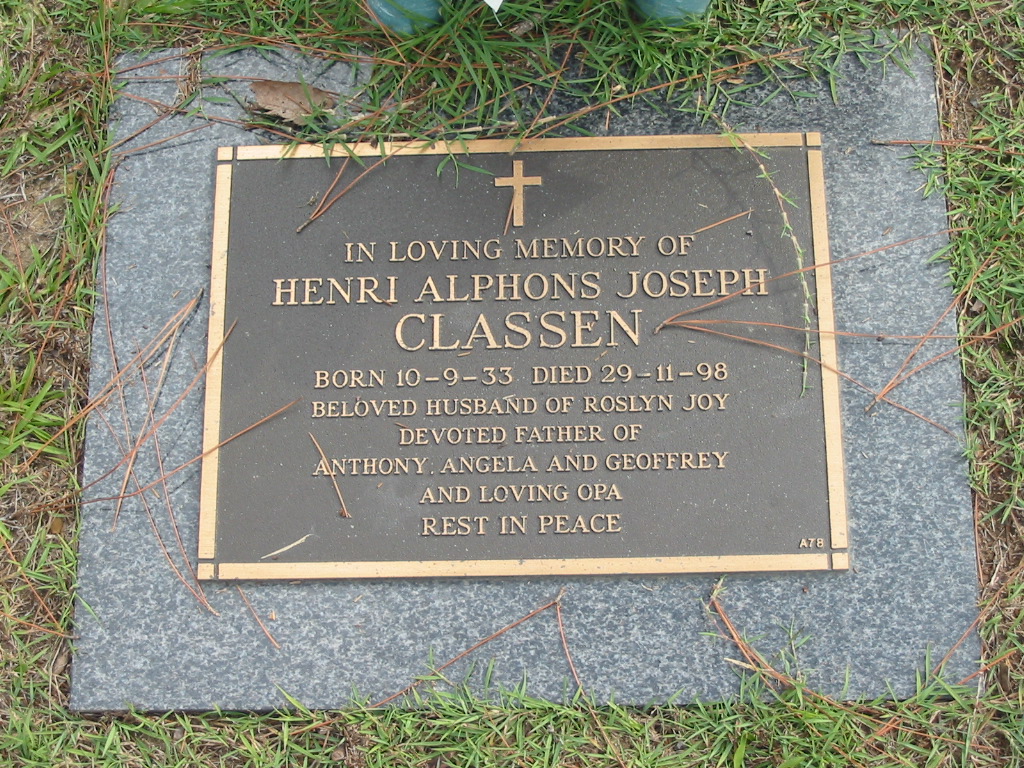 IN LOVING MEMORY OF
HENRI ALPHONS JOSEPH
CLASSEN
BORN 10-9-33 DIED 29-11-98
BELOVED HUSBAND OF ROSLYN JOY
DEVOTED FATHER OF
ANTHONY, ANGELA AND GEOFFREY
AND LOVING OPA
REST IN PEACE
A78